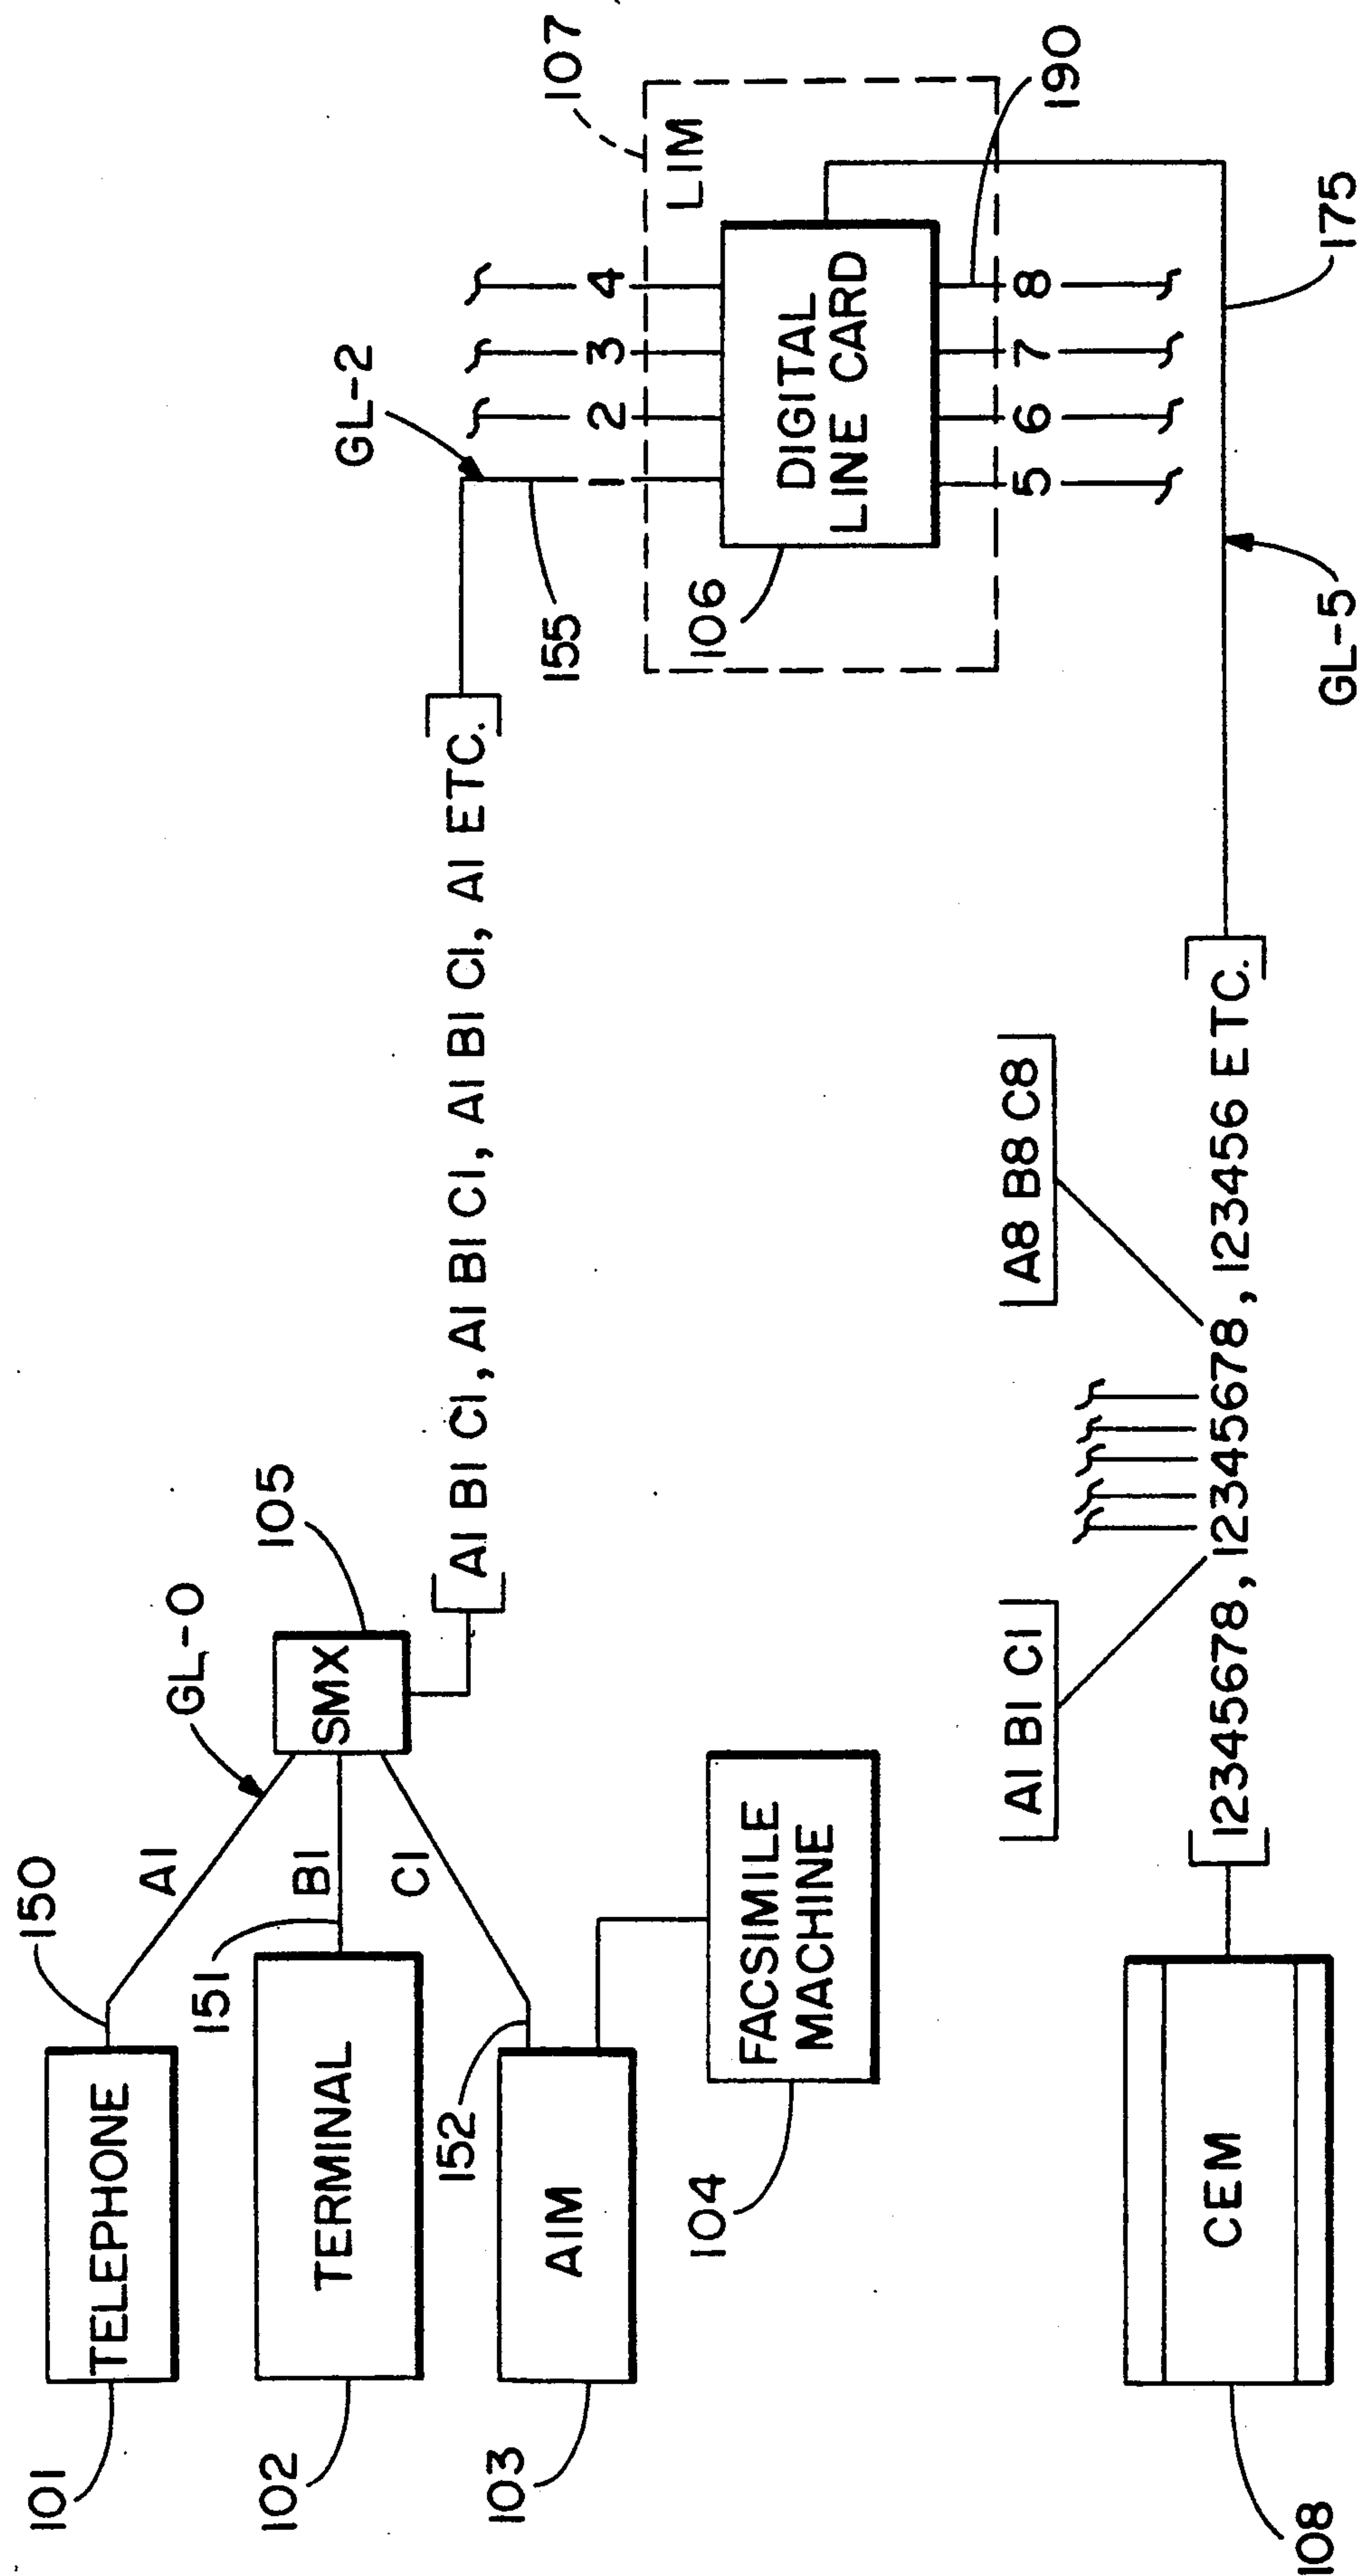 101
TELEPHONE
150
A1
GL-0
102
TERMINAL
151
B1
SMX
105
103
AIM
152
C1
104
FACSIMILE
MACHINE
A1 B1 C1, A1 B1 C1, A1 B1 C1, A1 B1 C1, A1 ETC.
GL-2
155
1
2
3
4
107
LIM
106
DIGITAL
LINE CARD
5
6
7
8
190
108
CEM
A1 B1 C1
A8 B8 C8
12345678, 12345678, 123456 ETC.
GL-5
175